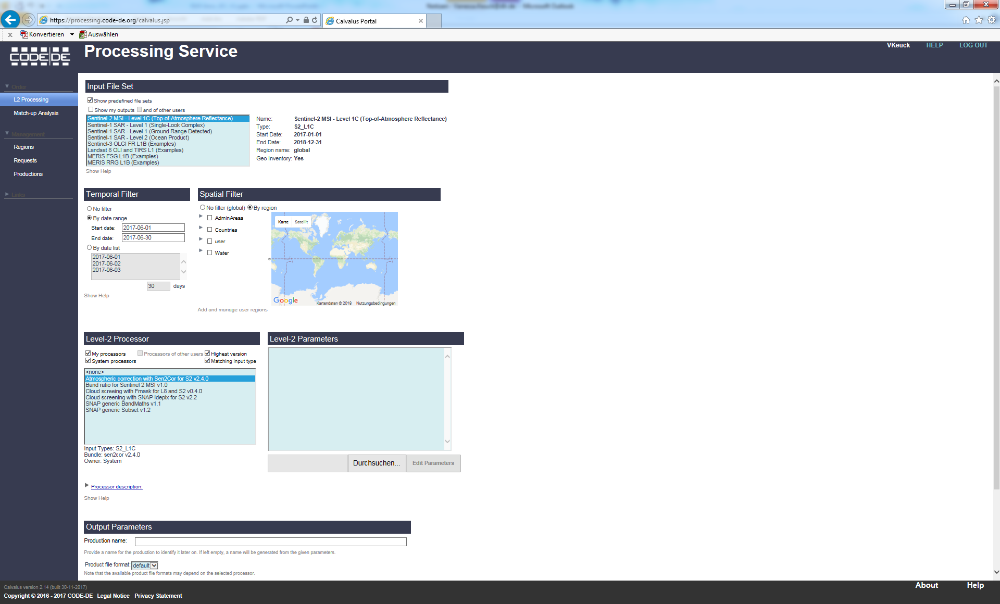 https://processing.code-de.org/calvalus.jsp
Calvalus Portal
Konvertieren
Auswählen
CODE|DE
Processing Service
VKeuck
HELP
LOG OUT
Order
L2 Processing
Match-up Analysis
Management
Regions
Requests
Productions
Links
Input File Set
Show predefined file sets
Show my outputs and of other users
Sentinel-2 MSI - Level 1C (Top-of-Atmosphere Reflectance)
Sentinel-1 SAR - Level 1 (Single-Look Complex)
Sentinel-1 SAR - Level 1 (Ground Range Detected)
Sentinel-1 SAR - Level 2 (Ocean Product)
Sentinel-3 OLCI FR L1B (Examples)
Landsat 8 OLI and TIRS L1 (Examples)
MERIS FSG L1B (Examples)
MERIS RRG L1B (Examples)
Show Help
Name: Sentinel-2 MSI - Level 1C (Top-of-Atmosphere Reflectance)
Type: S2_L1C
Start Date: 2017-01-01
End Date: 2018-12-31
Region name: global
Geo Inventory: Yes
Temporal Filter
No filter
By date range
Start date: 2017-06-01
End date: 2017-06-30
By date list
2017-06-01
2017-06-02
2017-06-03
30 days
Show Help
Spatial Filter
No filter (global) By region
AdminAreas
Countries
user
Water
Karte Satellit
Google
Kartendaten © 2018 Nutzungsbedingungen
Add and manage user regions
Level-2 Processor
My processors Processors of other users Highest version
System processors Matching input type
<none>
Atmospheric correction with Sen2Cor for S2 v2.4.0
Band ratio for Sentinel 2 MSI v1.0
Cloud screeing with Fmask for L8 and S2 v0.4.0
Cloud screening with SNAP Idepix for S2 v2.2
SNAP generic BandMaths v1.1
SNAP generic Subset v1.2
Input Types: S2_L1C
Bundle: sen2cor v2.4.0
Owner: System
Processor description:
Show Help
Level-2 Parameters
Durchsuchen...
Edit Parameters
Output Parameters
Production name:
Provide a name for the production to identify it later on. If left empty, a name will be generated from the given parameters.
Product file format: default
Note that the available product file formats may depend on the selected processor.
Calvalus version 2.14 (built 30-11-2017)
Copyright © 2016 - 2017 CODE-DE Legal Notice Privacy Statement
About
Help